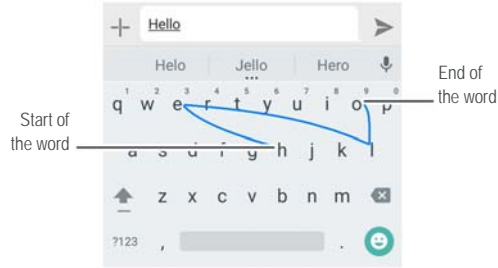 Hello
Helo Jello Hero
End of
the word
1 2 3 4 5 6 7 8 9 0
q w e r t y u i o p
Start of
the word
a s d f g h j k l
z x c v b n m
?123 , .